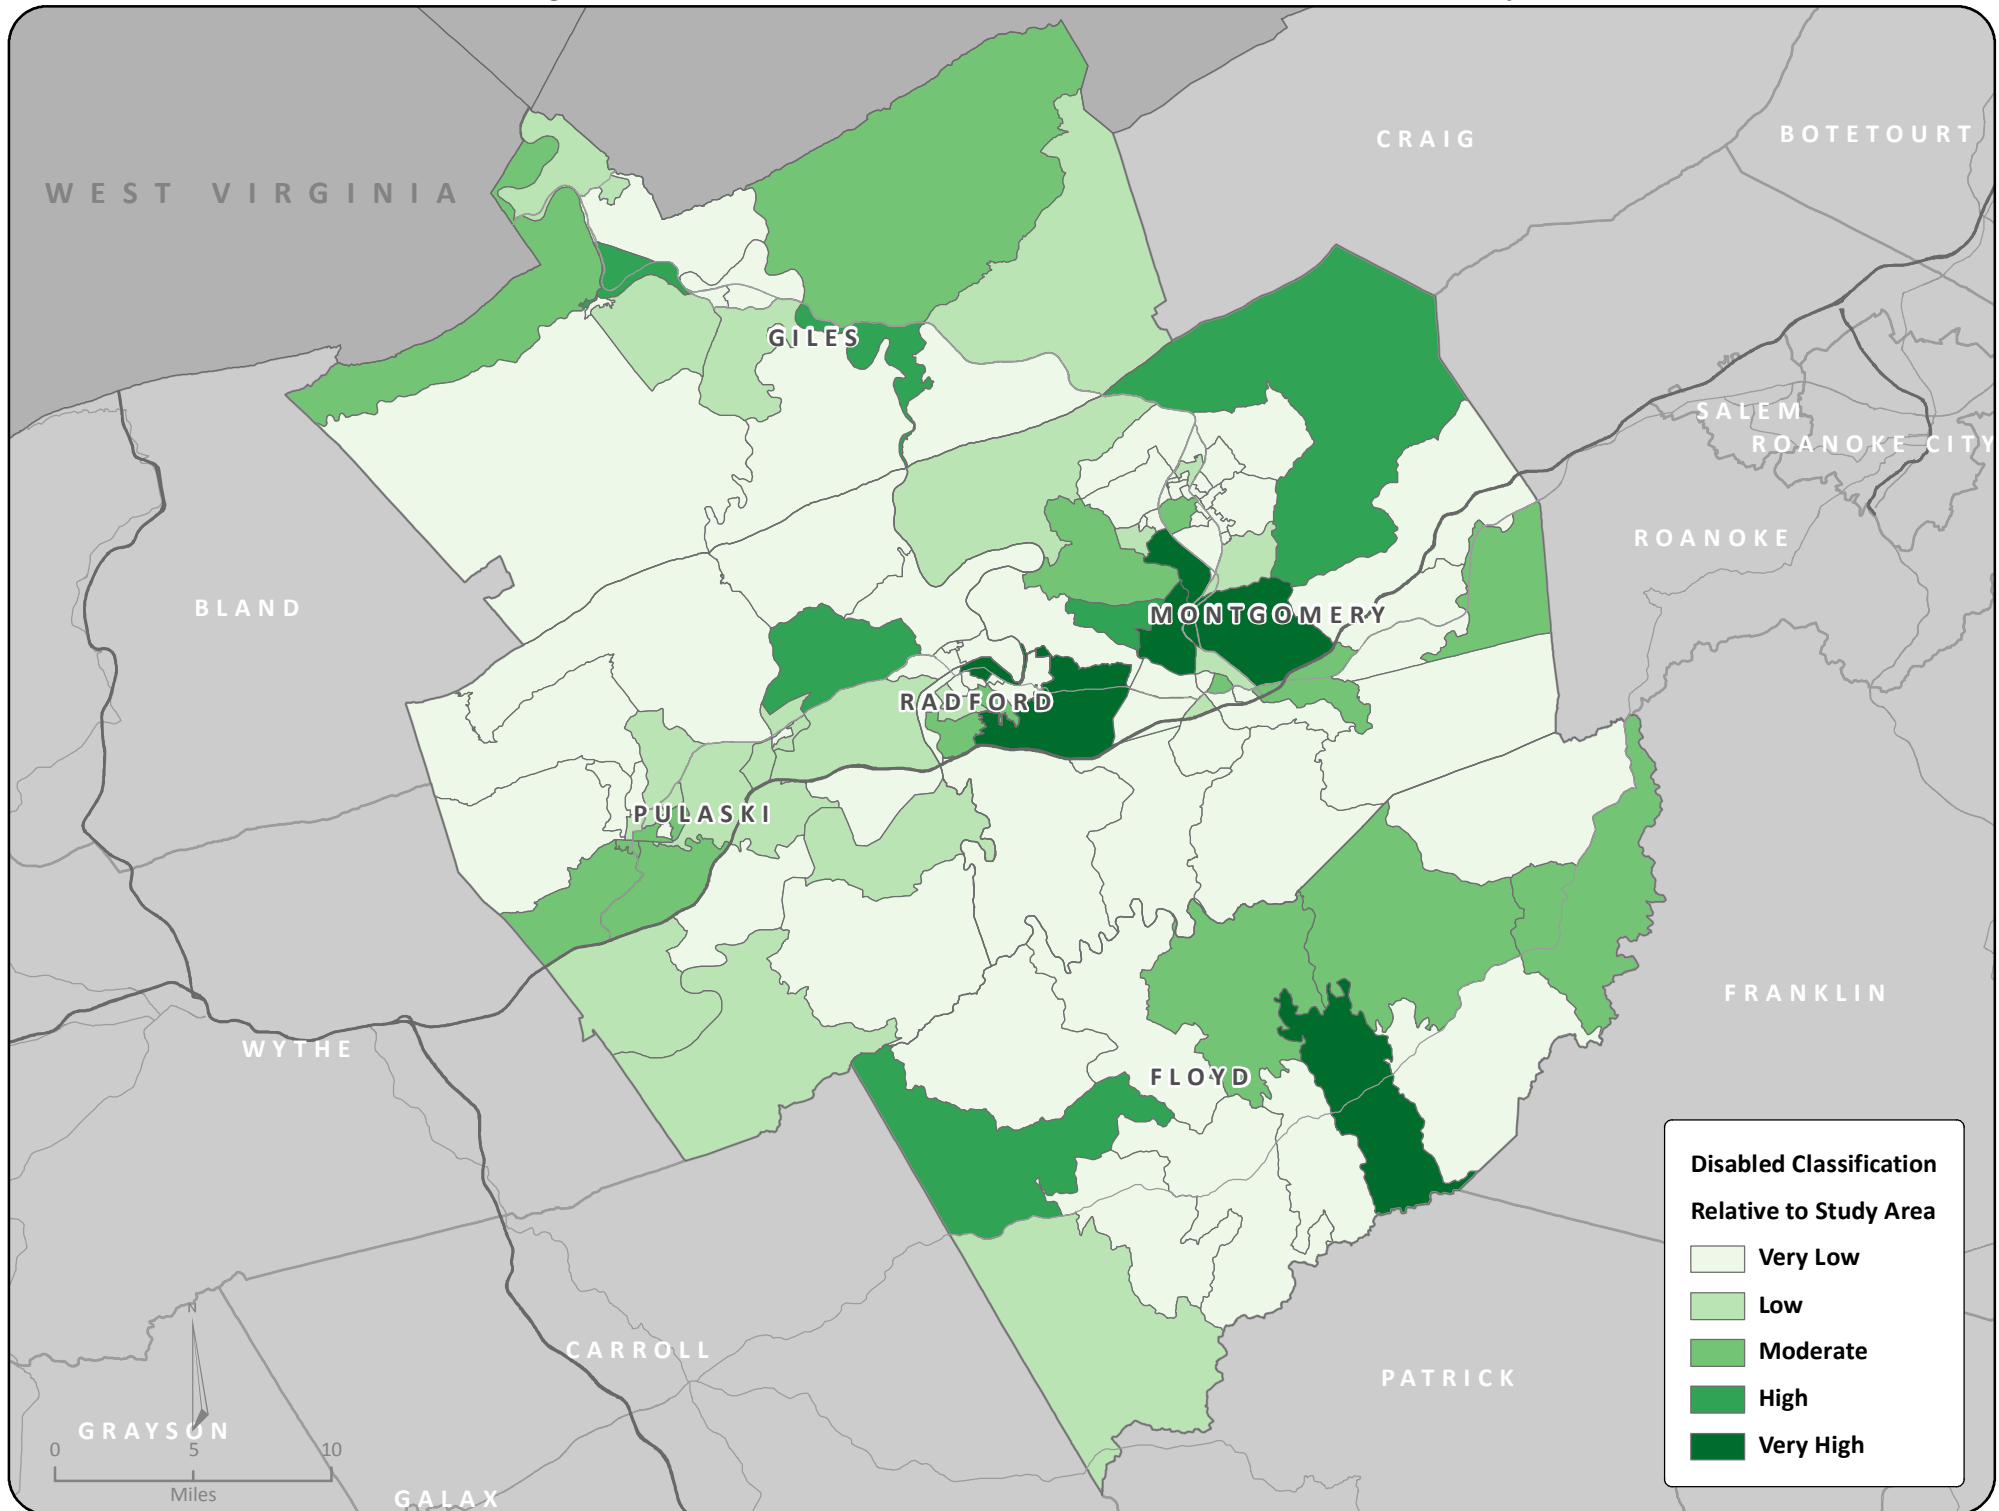 CRAIG
BOTETOURT
WEST VIRGINIA
GILES
SALEM
ROANOKE CITY
ROANOKE
BLAND
MONTGOMERY
RADFORD
PULASKI
FRANKLIN
WYTHE
FLOYD
CARROLL
PATRICK
GRAYSON
GALAX
N
0 5 10
Miles
Disabled Classification
Relative to Study Area
Very Low
Low
Moderate
High
Very High